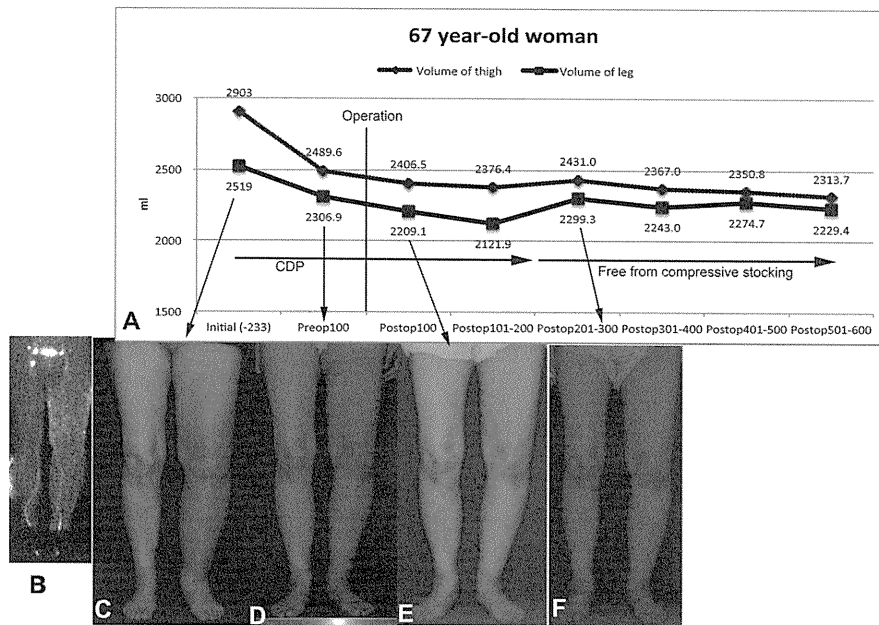 67 year-old woman
Volume of thigh Volume of leg
3000
2500
2000
1500
ml
2903
2489.6
2406.5
2376.4
2431.0
2367.0
2350.8
2313.7
2519
2306.9
2209.1
2121.9
2299.3
2243.0
2274.7
2229.4
Operation
CDP
Free from compressive stocking
A
Initial (-233) Preop100 Postop100 Postop101-200 Postop201-300 Postop301-400 Postop401-500 Postop501-600
B
C
D
E
F